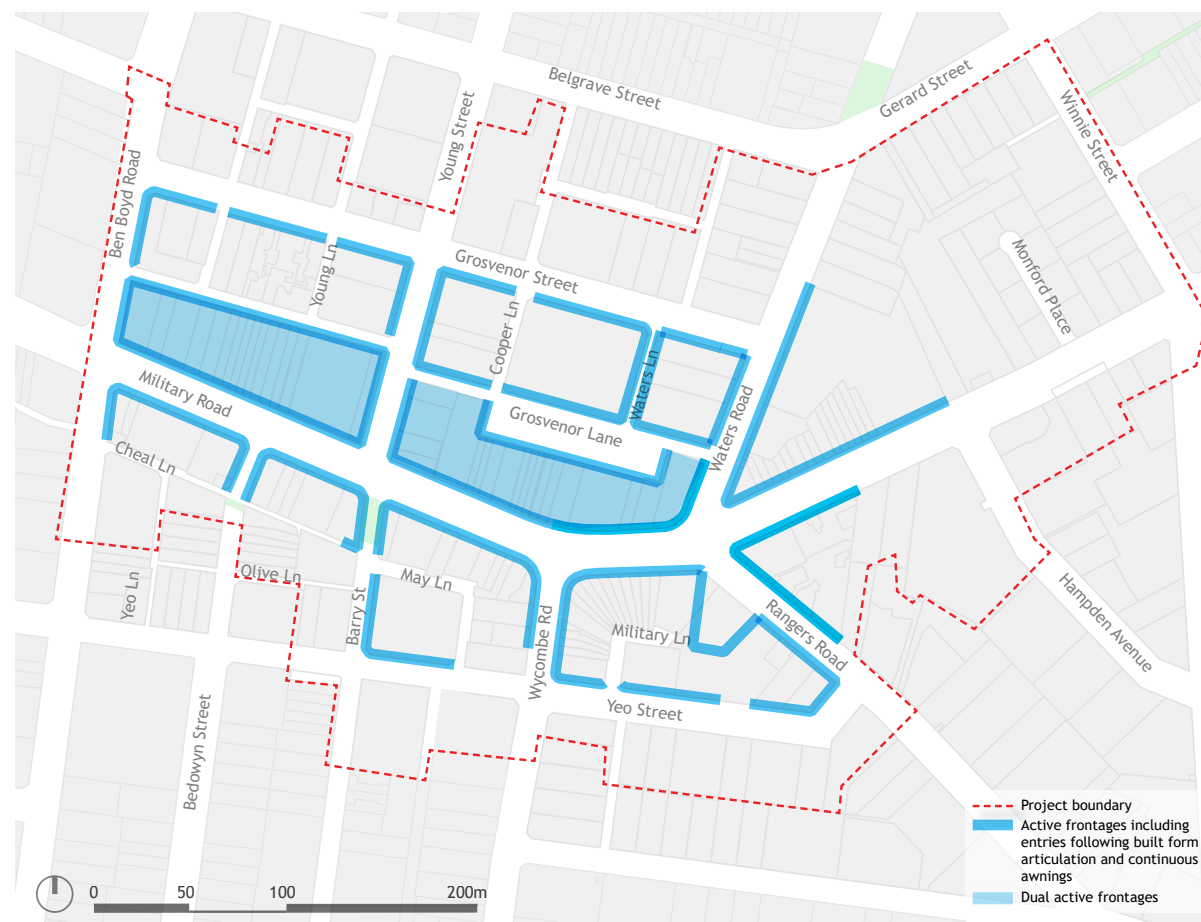 Belgrave Street
Gerard Street
Young Street
Winnie Street
Ben Boyd Road
Monford Place
Young Ln
Grosvenor Street
Cooper Ln
Waters Ln
Military Road
Grosvenor Lane
Waters Road
Cheal Ln
Olive Ln
May Ln
Yeo Ln
Barry St
Wycombe Rd
Military Ln
Rangers Road
Hampden Avenue
Yeo Street
Bedowyn Street
Project boundary
Active frontages including
entries following built form
articulation and continuous
awnings
Dual active frontages
0 50 100 200m